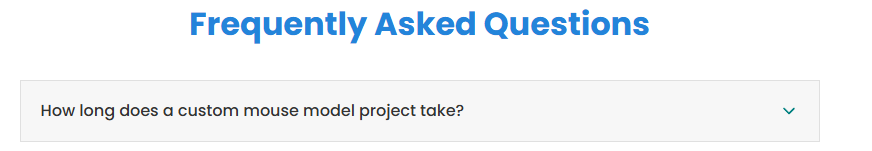 Frequently Asked Questions
How long does a custom mouse model project take?